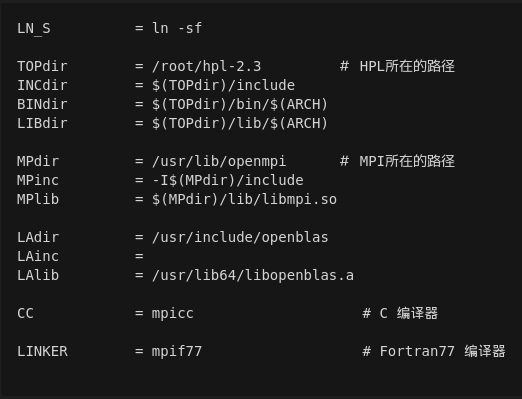 LN_S = ln -sf
TOPdir = /root/hpl-2.3 # HPL所在的路径
INCdir = $(TOPdir)/include
BINdir = $(TOPdir)/bin/$(ARCH)
LIBdir = $(TOPdir)/lib/$(ARCH)
MPdir = /usr/lib/openmpi # MPI所在的路径
MPinc = -I$(MPdir)/include
MPlib = $(MPdir)/lib/libmpi.so
LAdir = /usr/include/openblas
LAinc =
LAlib = /usr/lib64/libopenblas.a
CC = mpicc # C 编译器
LINKER = mpif77 # Fortran77 编译器